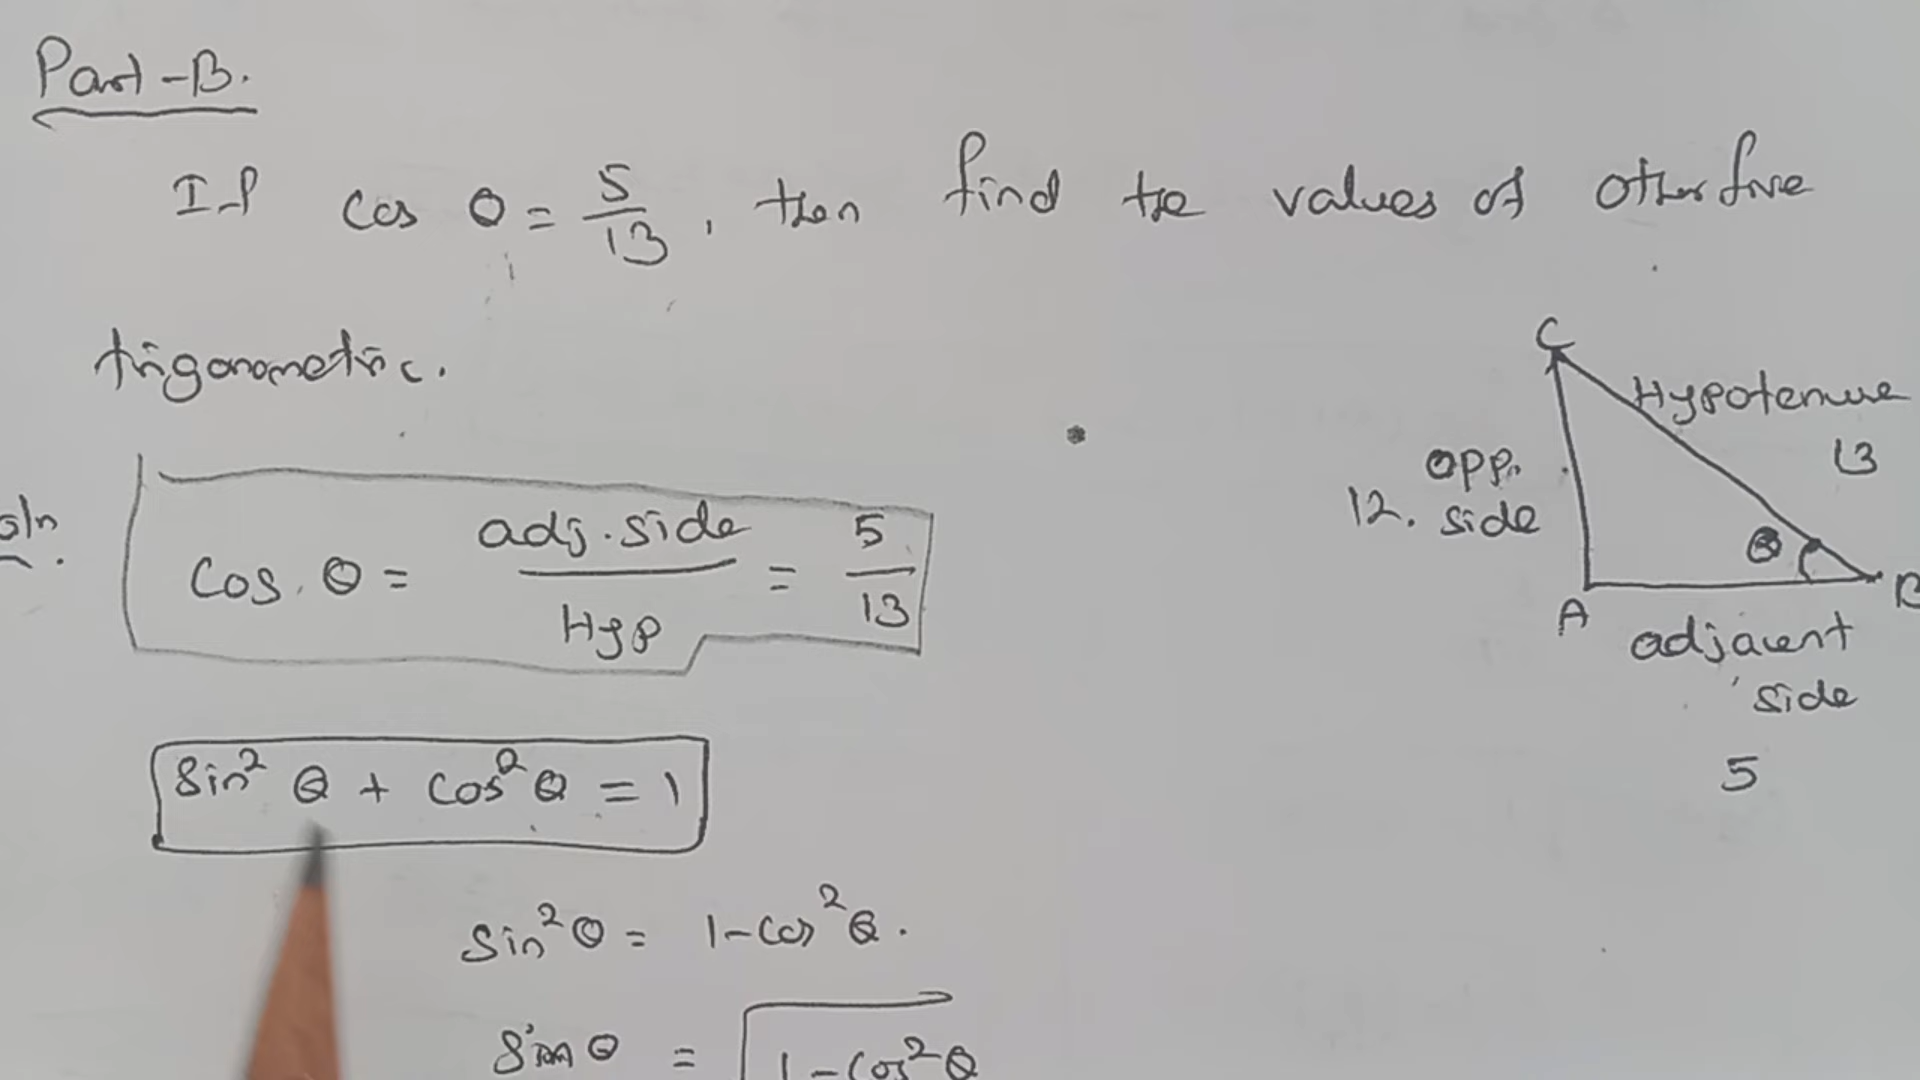 Part-B.
If cos θ = 5/13, then find the values of other five
trigonometric.
oln.
Cos. θ = adj.side/Hyp = 5/13
C
Hypotenuse
13
opp.
12. side
θ
A
B
adjacent
side
5
Sin² θ + cos² θ = 1
Sin² θ = 1-cos² θ.
Sin θ = √1-cos² θ